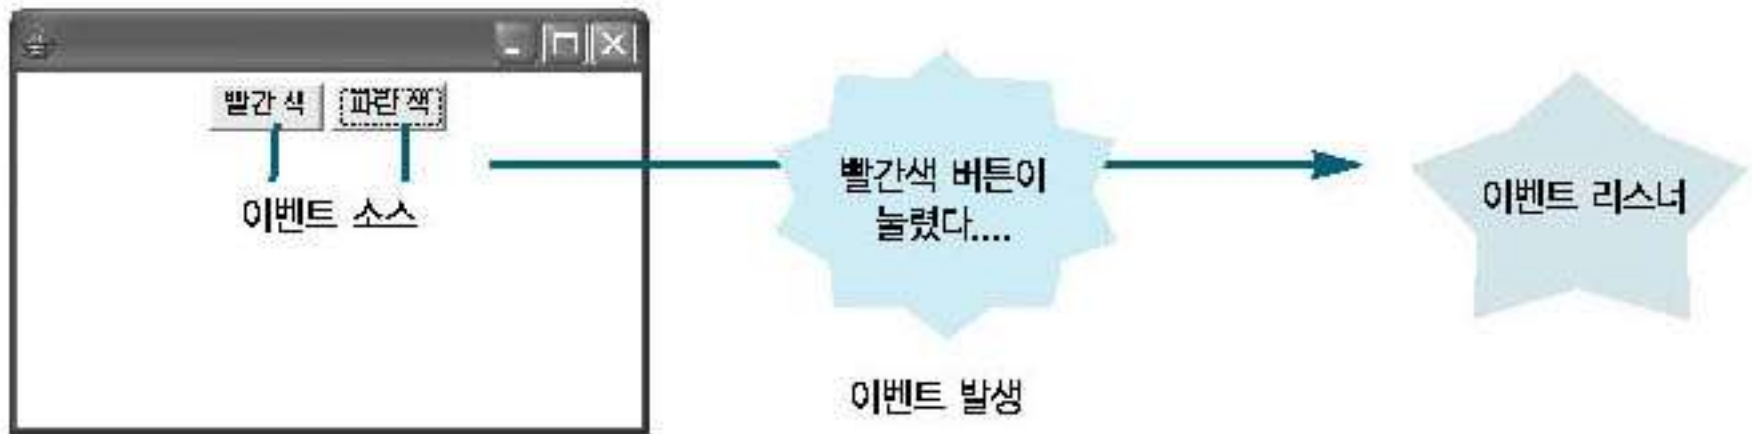 빨간 색
파란 색
이벤트 소스
빨간색 버튼이
눌렸다....
이벤트 발생
이벤트 리스너